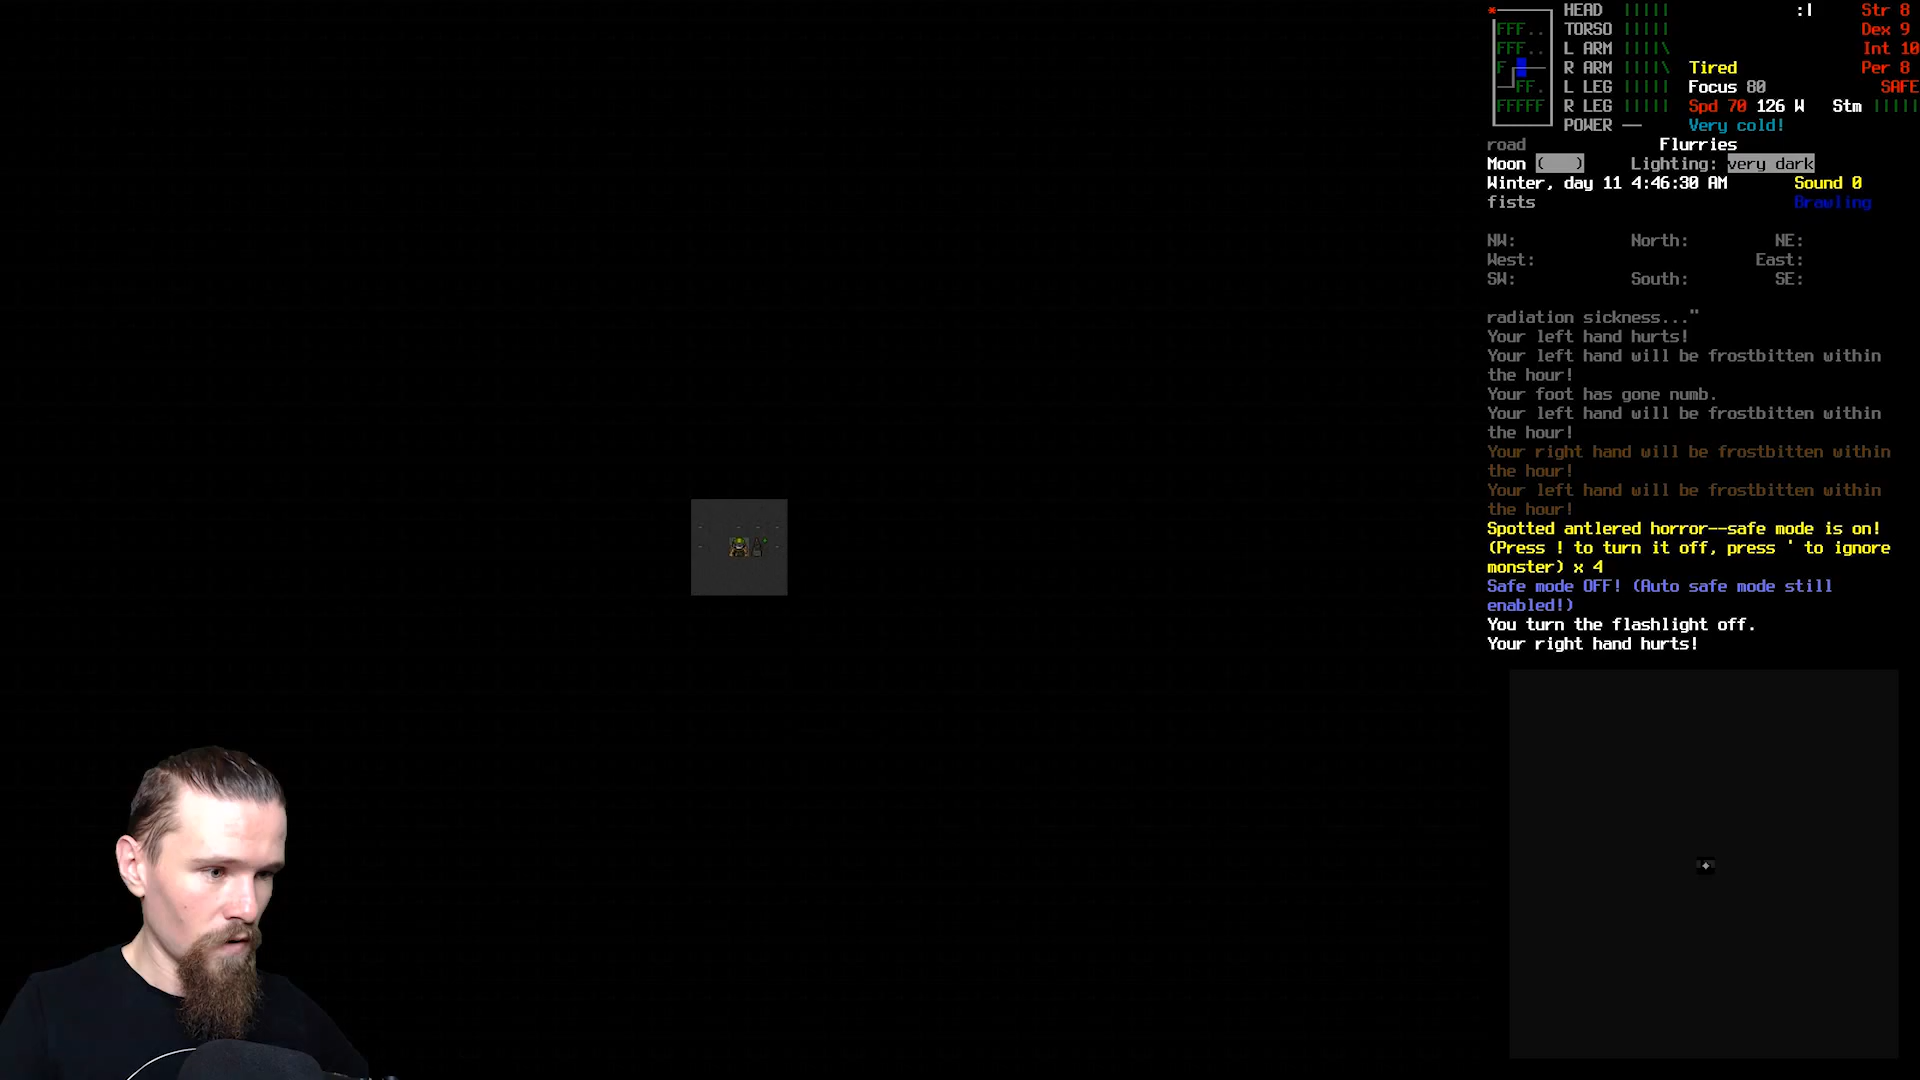 HEAD ||||| :| Str 8
FFF.. TORSO ||||| Dex 9
FFF.. L ARM ||||\ Int 10
F R ARM ||||\ Tired Per 8
FF. L LEG ||||| Focus 80 SAFE
FFFFF R LEG ||||| Spd 70 126 W Stm |||||
POWER -- Very cold!
road Flurries
Moon ( ) Lighting: very dark
Winter, day 11 4:46:30 AM Sound 0
fists Brawling
NW: North: NE:
West: East:
SW: South: SE:
radiation sickness..."
Your left hand hurts!
Your left hand will be frostbitten within
the hour!
Your foot has gone numb.
Your left hand will be frostbitten within
the hour!
Your right hand will be frostbitten within
the hour!
Your left hand will be frostbitten within
the hour!
Spotted antlered horror--safe mode is on!
(Press ! to turn it off, press ' to ignore
monster) x 4
Safe mode OFF! (Auto safe mode still
enabled!)
You turn the flashlight off.
Your right hand hurts!